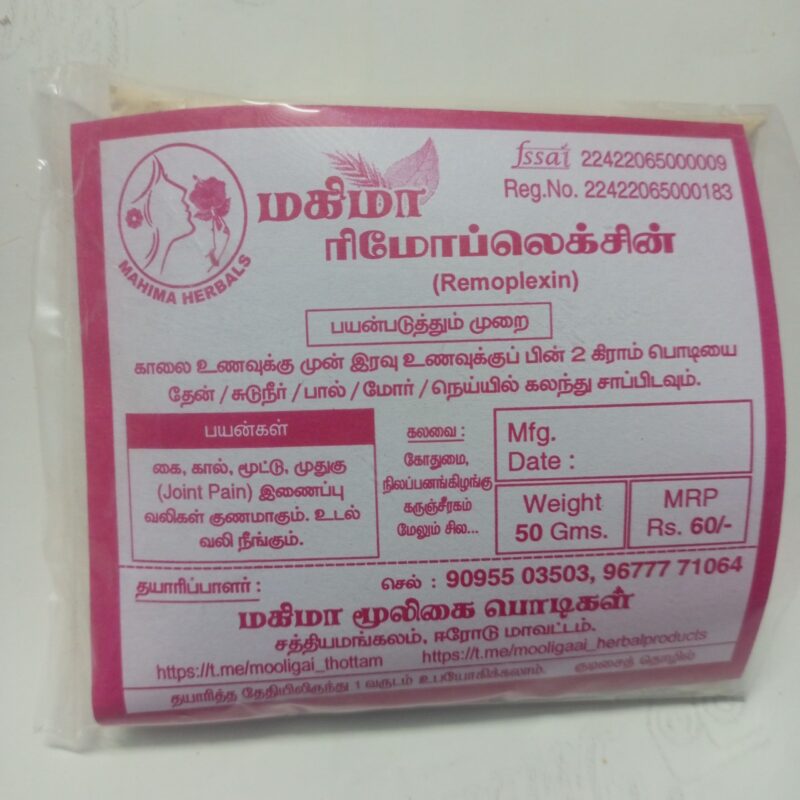 MAHIMA HERBALS
fssai 22422065000009
Reg.No. 22422065000183
மகிமா
ரிமோப்லெக்சின்
(Remoplexin)
பயன்படுத்தும் முறை
காலை உணவுக்கு முன் இரவு உணவுக்குப் பின் 2 கிராம் பொடியை
தேன் / சுடுநீர் / பால் / மோர் / நெய்யில் கலந்து சாப்பிடவும்.
பயன்கள்
கை, கால், மூட்டு, முதுகு
(Joint Pain) இணைப்பு
வலிகள் குணமாகும். உடல்
வலி நீங்கும்.
கலவை :
கோதுமை,
நிலப்பனங்கிழங்கு
கருஞ்சீரகம்
மேலும் சில...
Mfg.
Date :
Weight
50 Gms.
MRP
Rs. 60/-
தயாரிப்பாளர் :
செல் : 90955 03503, 96777 71064
மகிமா மூலிகை பொடிகள்
சத்தியமங்கலம், ஈரோடு மாவட்டம்.
https://t.me/mooligai_thottam https://t.me/mooligaai_herbalproducts
தயாரித்த தேதியிலிருந்து 1 வருடம் உபயோகிக்கலாம். குடிசைத் தொழில்